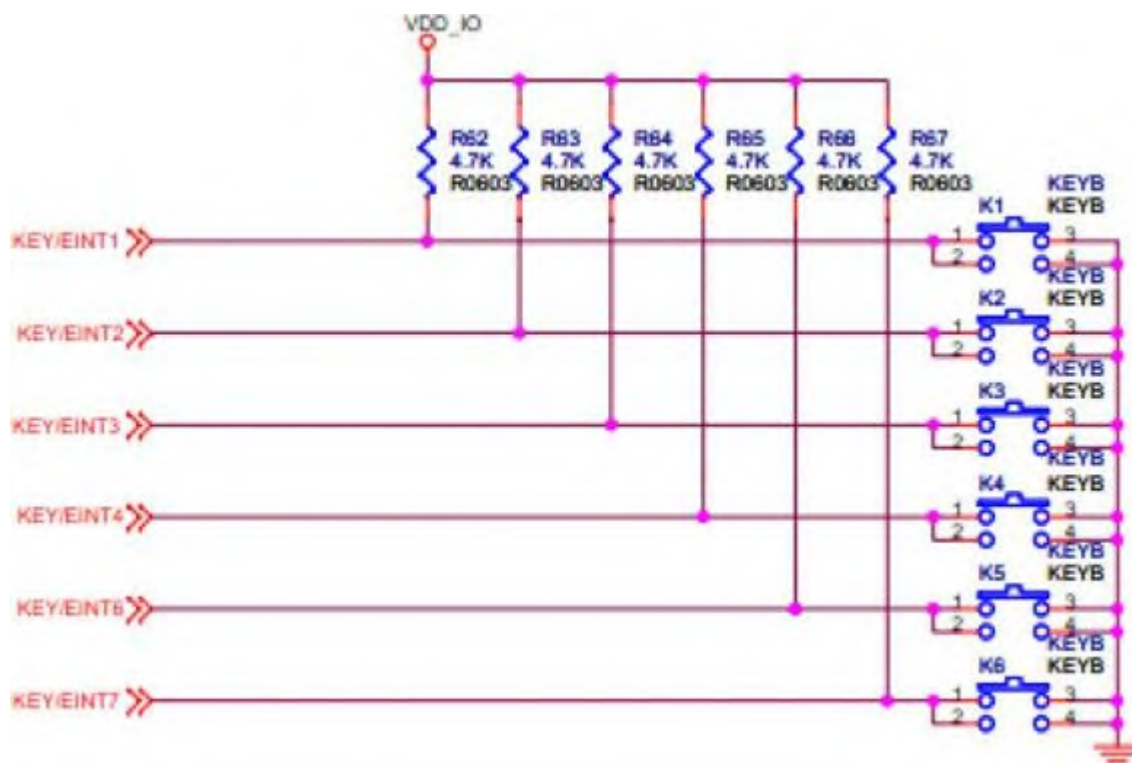 VDD_IO
R62
4.7K
R0603
R63
4.7K
R0603
R64
4.7K
R0603
R65
4.7K
R0603
R66
4.7K
R0603
R67
4.7K
R0603
KEY/EINT1
K1
KEYB
KEYB
1
2
3
4
KEY/EINT2
K2
KEYB
KEYB
1
2
3
4
KEY/EINT3
K3
KEYB
KEYB
1
2
3
4
KEY/EINT4
K4
KEYB
KEYB
1
2
3
4
KEY/EINT6
K5
KEYB
KEYB
1
2
3
4
KEY/EINT7
K6
KEYB
KEYB
1
2
3
4